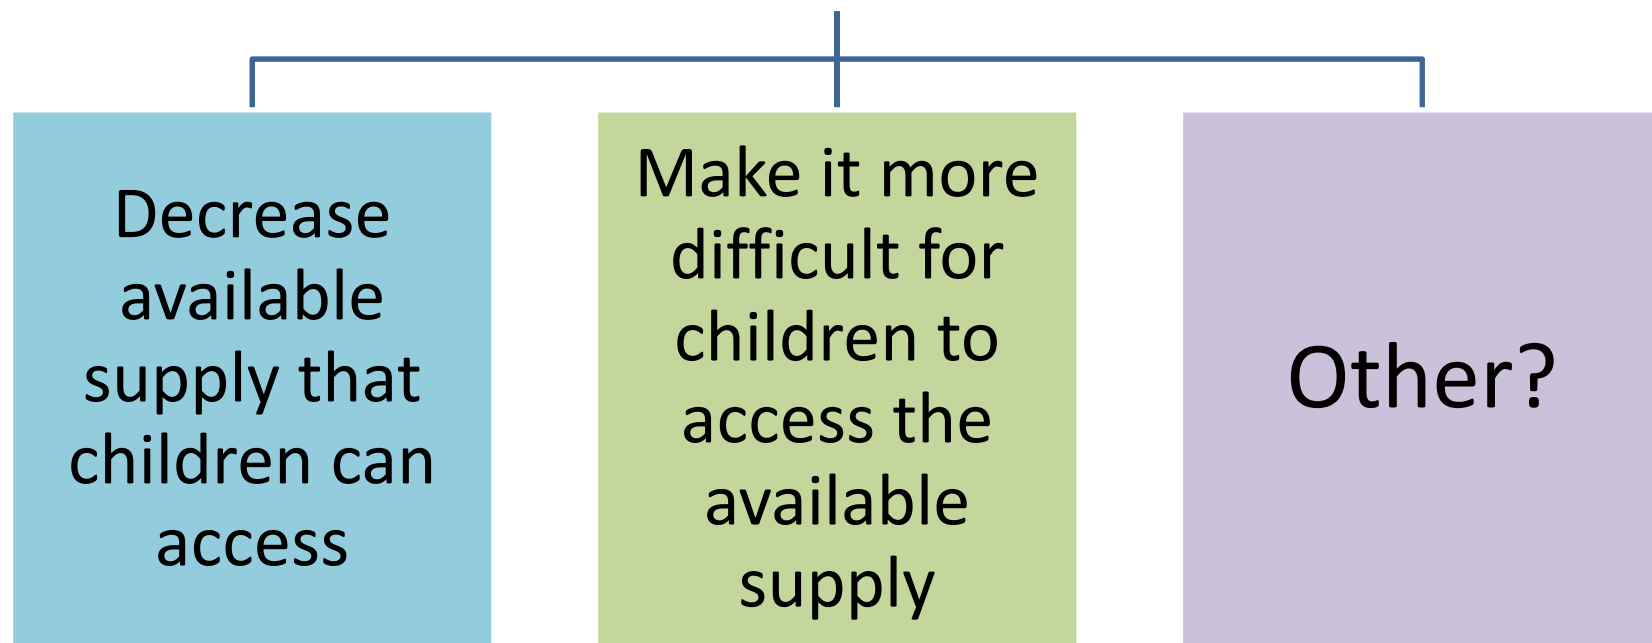 Decrease
available
supply that
children can
access
Make it more
difficult for
children to
access the
available
supply
Other?